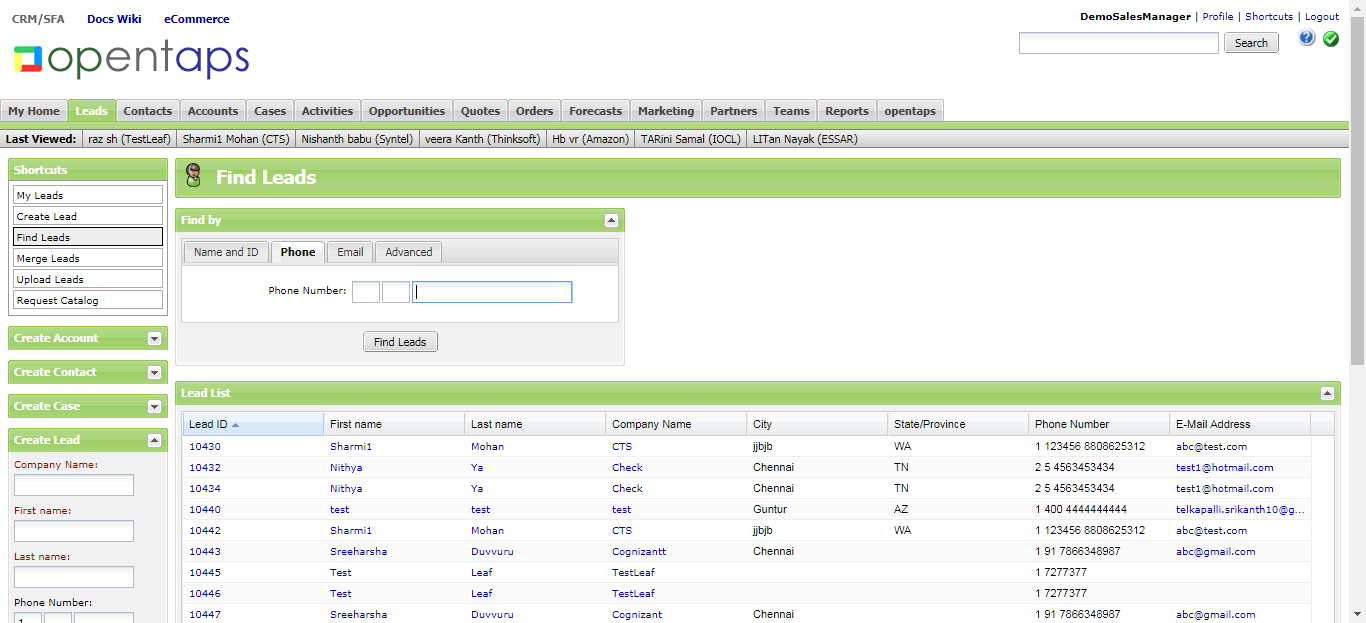 CRM/SFA Docs Wiki eCommerce
DemoSalesManager | Profile | Shortcuts | Logout
opentaps
Search
?
My Home Leads Contacts Accounts Cases Activities Opportunities Quotes Orders Forecasts Marketing Partners Teams Reports opentaps
Last Viewed: raz sh (TestLeaf) Sharmi1 Mohan (CTS) Nishanth babu (Syntel) veera Kanth (Thinksoft) Hb vr (Amazon) TARini Samal (IOCL) LITan Nayak (ESSAR)
Shortcuts
My Leads
Create Lead
Find Leads
Merge Leads
Upload Leads
Request Catalog
Create Account
Create Contact
Create Case
Create Lead
Company Name:
First name:
Last name:
Phone Number:
1
Find Leads
Find by
Name and ID Phone Email Advanced
Phone Number:
Find Leads
Lead List
Lead ID First name Last name Company Name City State/Province Phone Number E-Mail Address
10430 Sharmi1 Mohan CTS jjbjb WA 1 123456 8808625312 abc@test.com
10432 Nithya Ya Check Chennai TN 2 5 4563453434 test1@hotmail.com
10434 Nithya Ya Check Chennai TN 2 5 4563453434 test1@hotmail.com
10440 test test test Guntur AZ 1 400 4444444444 telkapalli.srikanth10@g...
10442 Sharmi1 Mohan CTS jjbjb WA 1 123456 8808625312 abc@test.com
10443 Sreeharsha Duvvuru Cognizantt Chennai 1 91 7866348987 abc@gmail.com
10445 Test Leaf TestLeaf 1 7277377
10446 Test Leaf TestLeaf 1 7277377
10447 Sreeharsha Duvvuru Cognizant Chennai 1 91 7866348987 abc@gmail.com